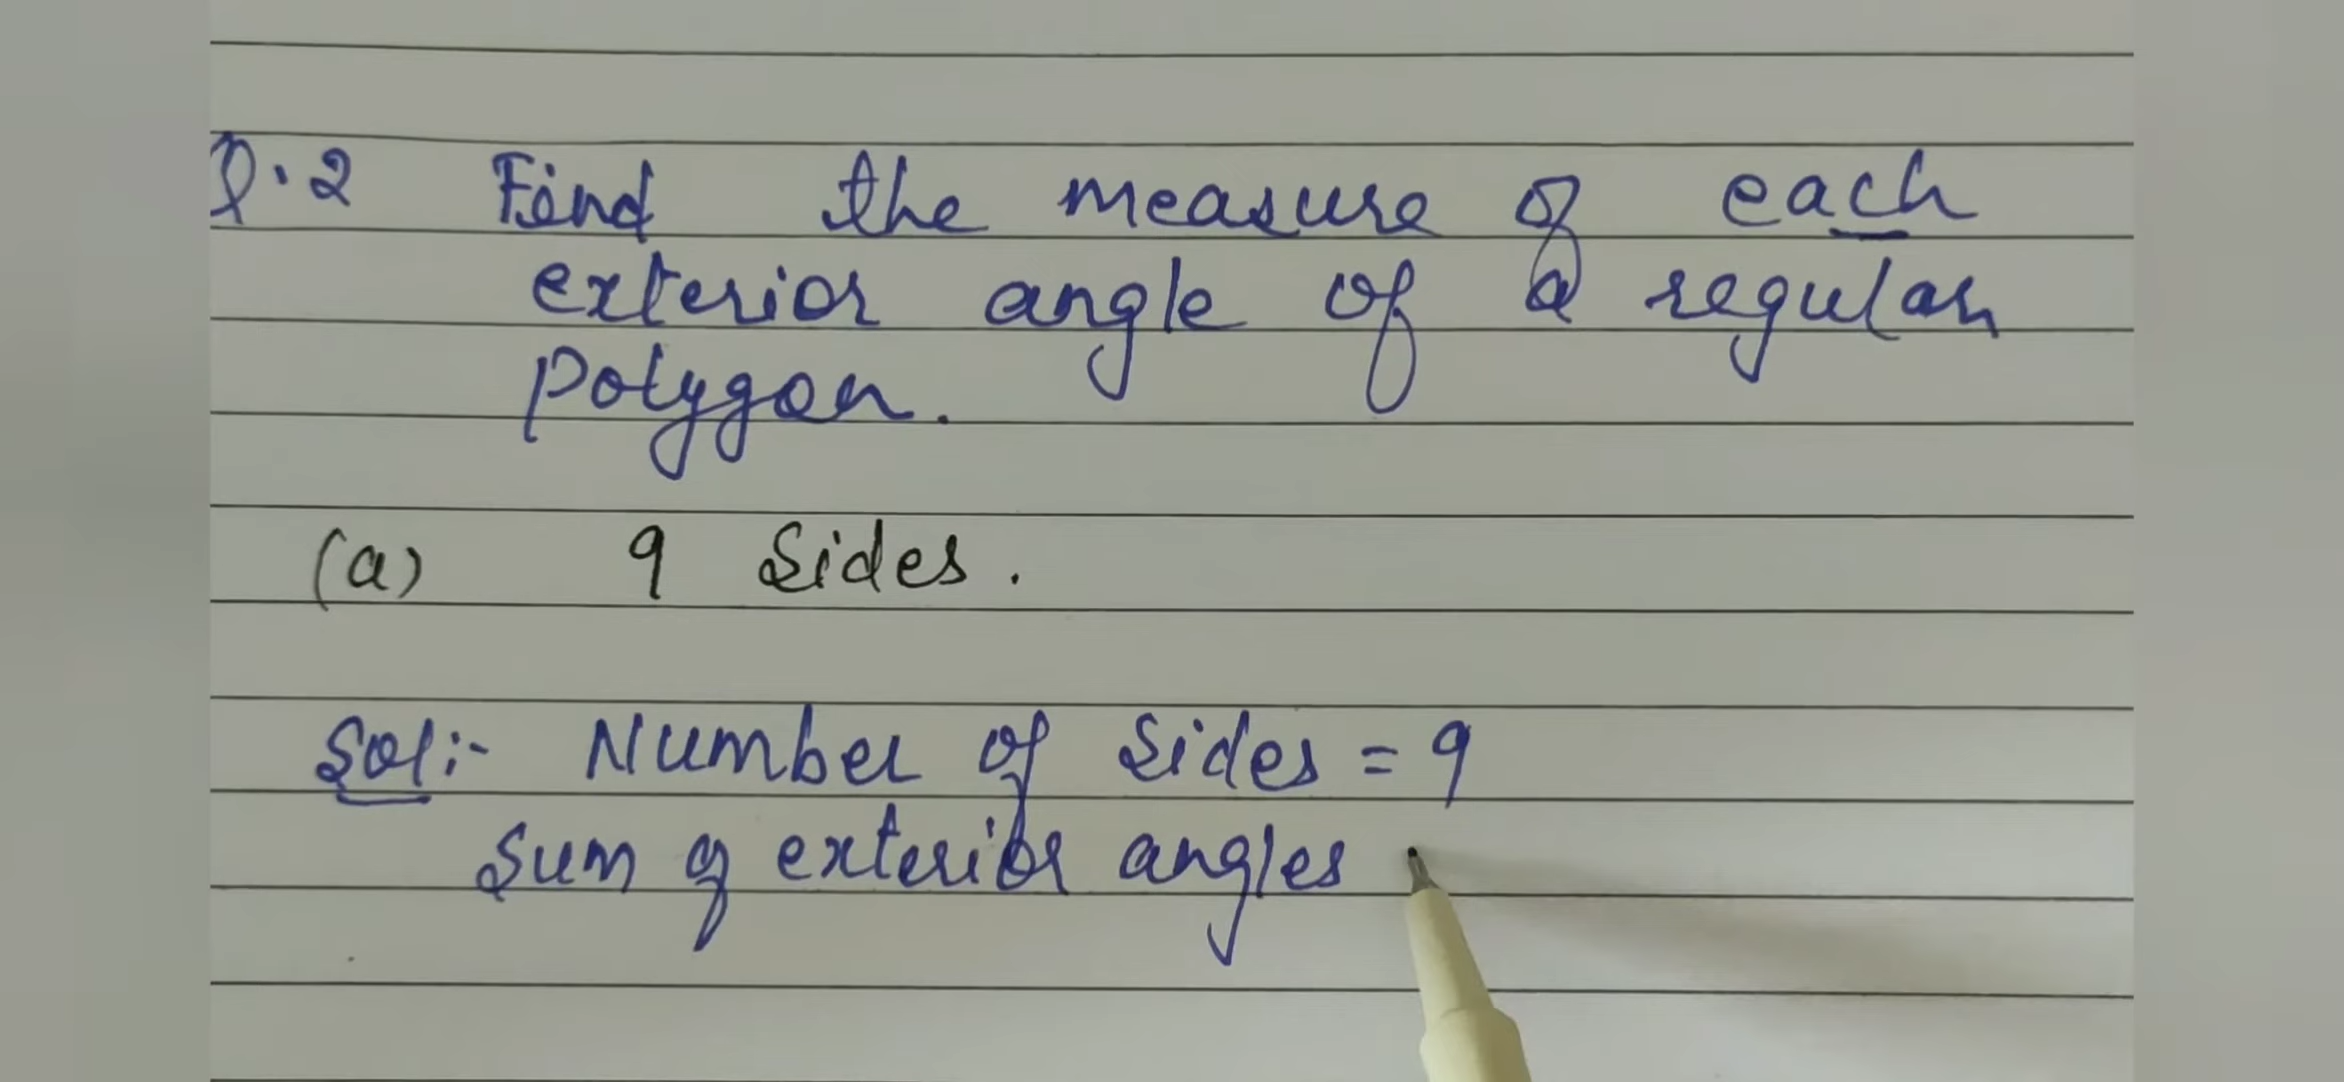 Q.2 Find the measure of each
exterior angle of a regular
polygon.
(a) 9 Sides.
Sol:- Number of Sides = 9
Sum of exterior angles